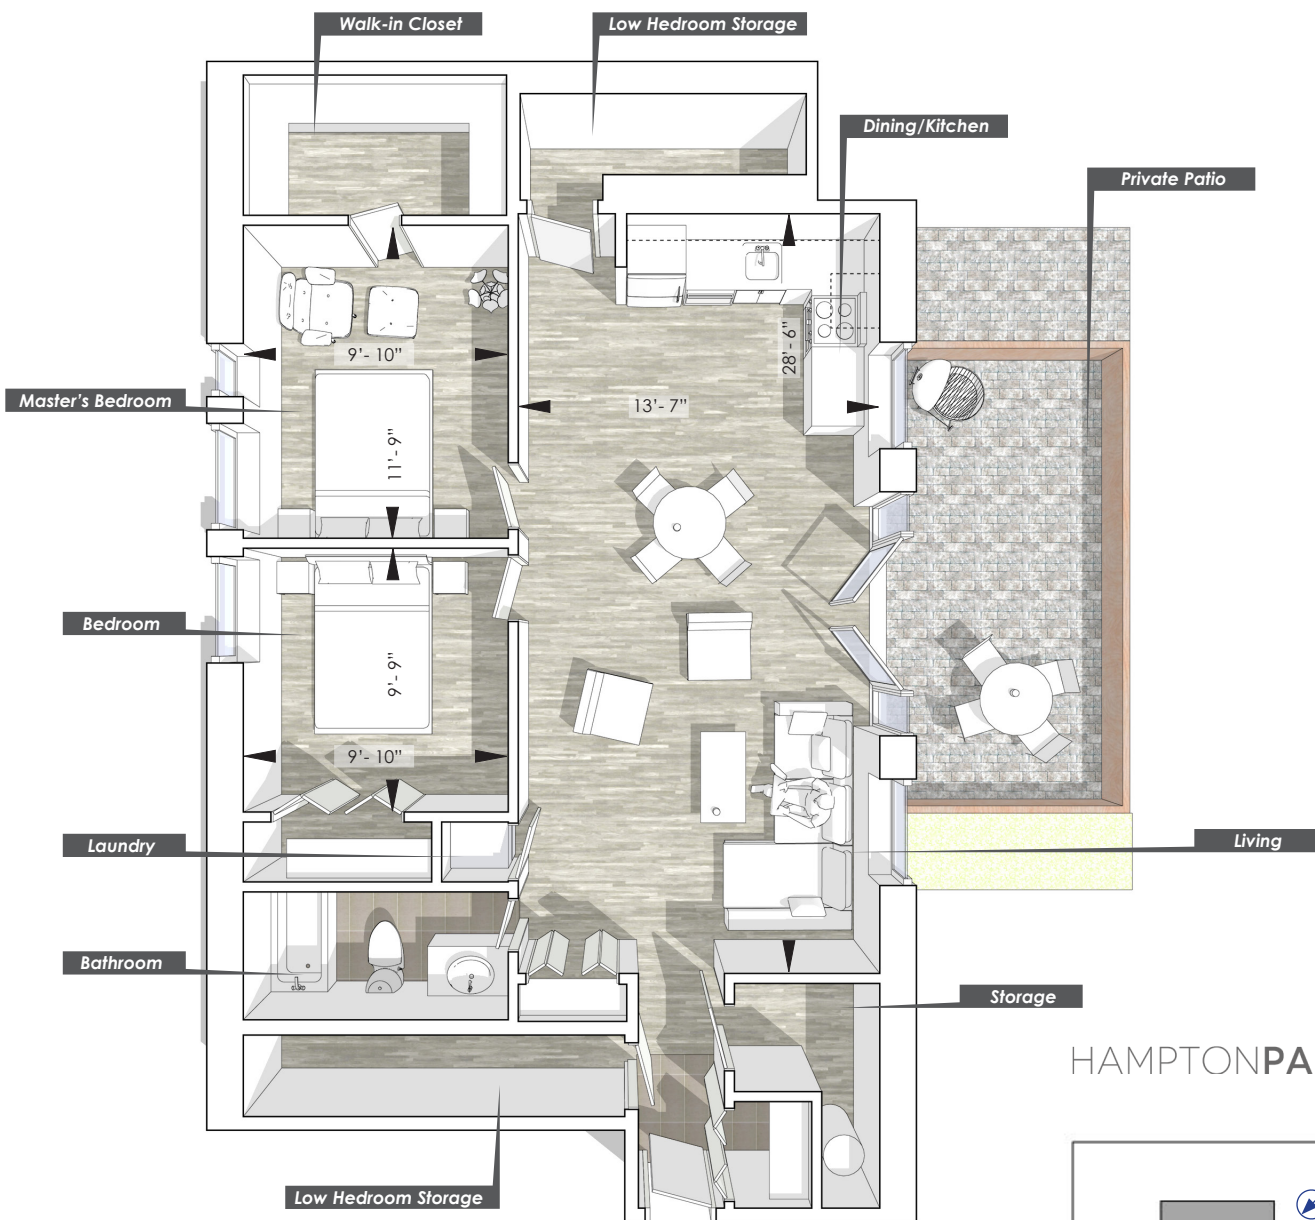 Walk-in Closet
Low Hedroom Storage
Dining/Kitchen
Private Patio
Master's Bedroom
9'- 10"
11'- 9"
13'- 7"
28'- 6"
Bedroom
9'- 9"
9'- 10"
Laundry
Living
Bathroom
Storage
HAMPTONPA
Low Hedroom Storage